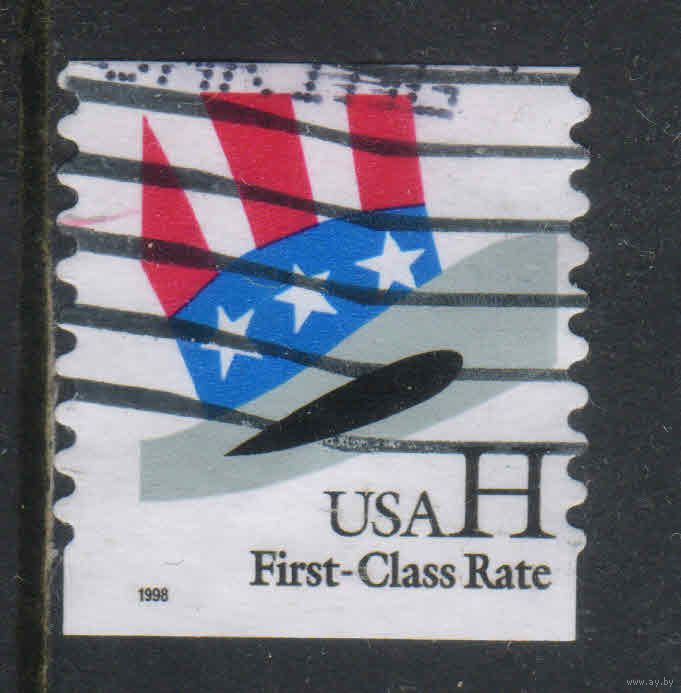 USA H
First-Class Rate
1998
www.ay.by